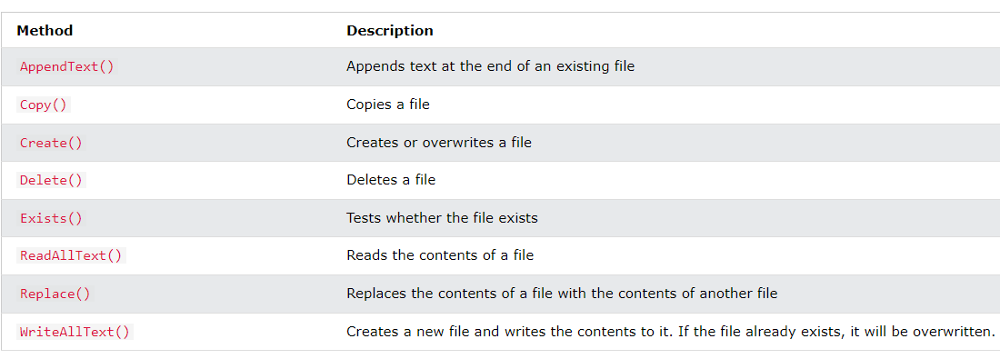 Method Description
AppendText() Appends text at the end of an existing file
Copy() Copies a file
Create() Creates or overwrites a file
Delete() Deletes a file
Exists() Tests whether the file exists
ReadAllText() Reads the contents of a file
Replace() Replaces the contents of a file with the contents of another file
WriteAllText() Creates a new file and writes the contents to it. If the file already exists, it will be overwritten.